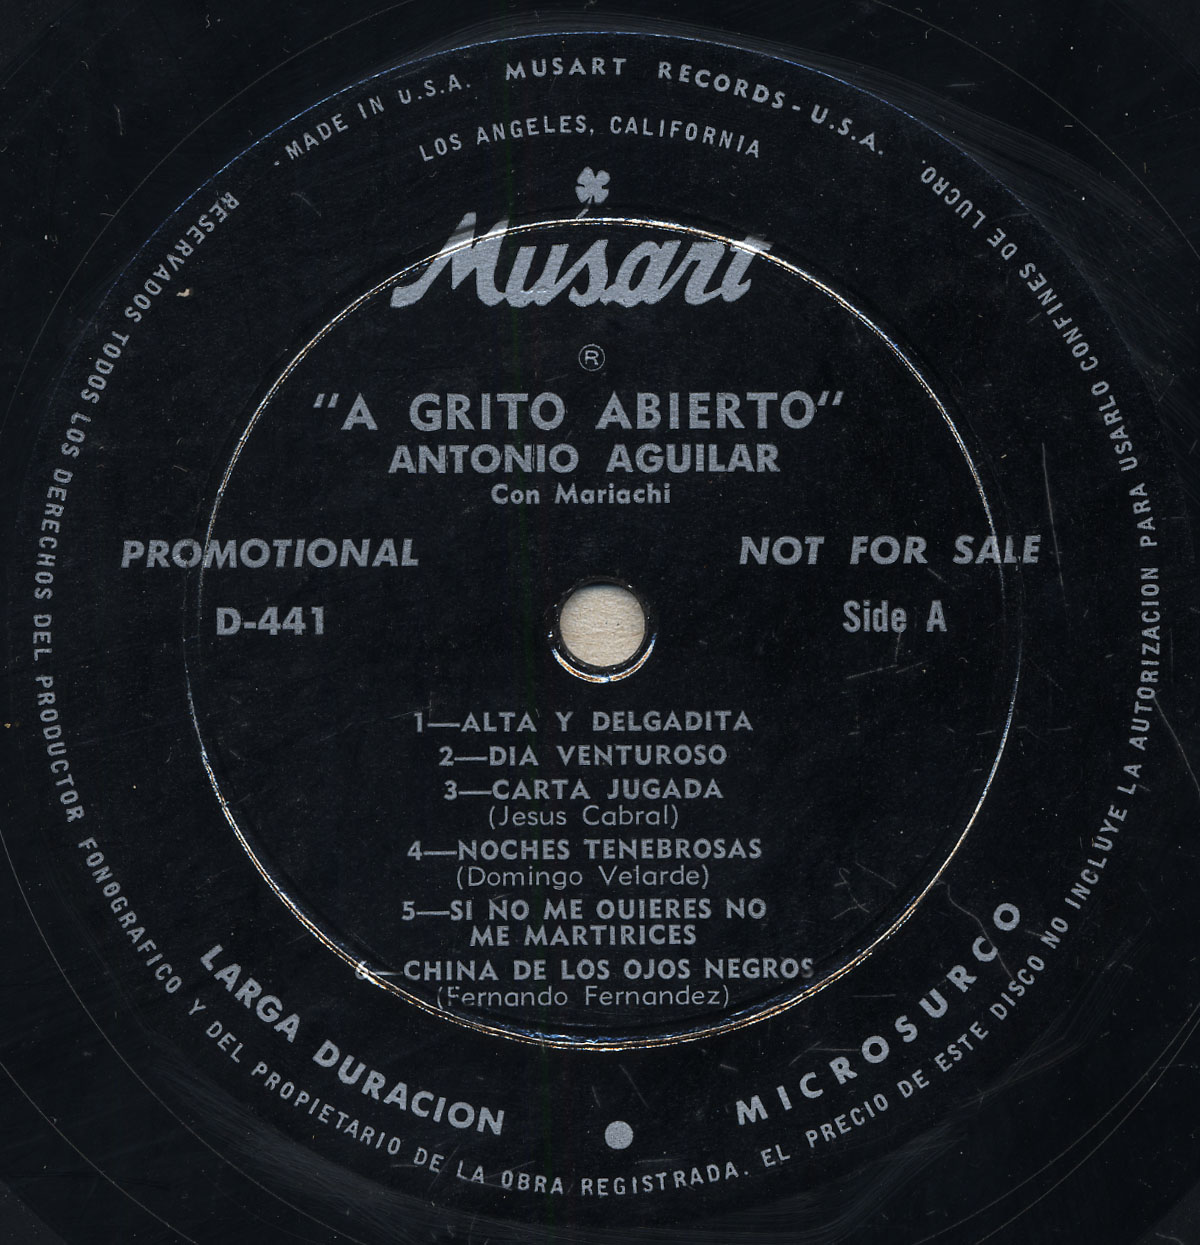 MADE IN U.S.A. MUSART RECORDS - U.S.A.
LOS ANGELES, CALIFORNIA
Musart
®
"A GRITO ABIERTO"
ANTONIO AGUILAR
Con Mariachi
PROMOTIONAL
NOT FOR SALE
D-441
Side A
1—ALTA Y DELGADITA
2—DIA VENTUROSO
3—CARTA JUGADA
(Jesus Cabral)
4—NOCHES TENEBROSAS
(Domingo Velarde)
5—SI NO ME QUIERES NO
ME MARTIRICES
6—CHINA DE LOS OJOS NEGROS
(Fernando Fernandez)
LARGA DURACION
MICROSURCO
RESERVADOS TODOS LOS DERECHOS DEL PRODUCTOR FONOGRAFICO Y DEL PROPIETARIO DE LA OBRA REGISTRADA. EL PRECIO DE ESTE DISCO NO INCLUYE LA AUTORIZACION PARA USARLO CONFINES DE LUCRO.